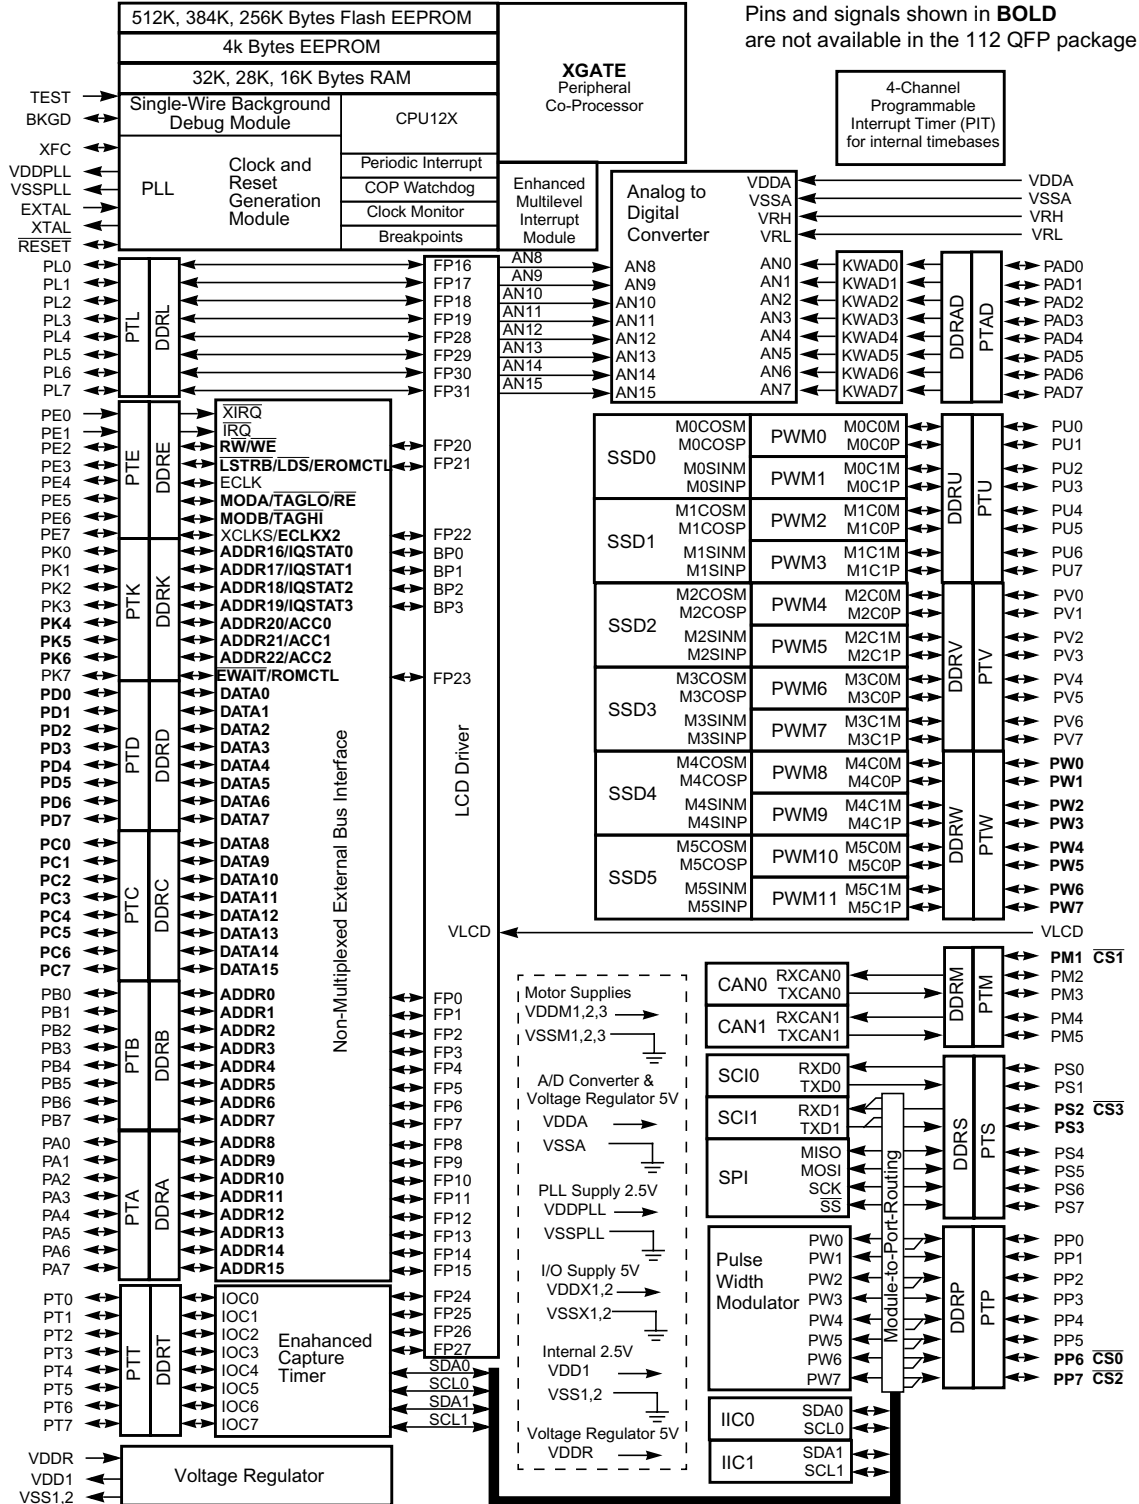 512K, 384K, 256K Bytes Flash EEPROM
4k Bytes EEPROM
32K, 28K, 16K Bytes RAM
Single-Wire Background
Debug Module
CPU12X
XGATE
Peripheral
Co-Processor
Pins and signals shown in BOLD
are not available in the 112 QFP package
4-Channel
Programmable
Interrupt Timer (PIT)
for internal timebases
TEST
BKGD
XFC
VDDPLL
VSSPLL
EXTAL
XTAL
RESET
PLL
Clock and
Reset
Generation
Module
Periodic Interrupt
COP Watchdog
Clock Monitor
Breakpoints
Enhanced
Multilevel
Interrupt
Module
Analog to
Digital
Converter
VDDA
VSSA
VRH
VRL
VDDA
VSSA
VRH
VRL
PL0
PL1
PL2
PL3
PL4
PL5
PL6
PL7
PTL
DDRL
FP16
FP17
FP18
FP19
FP28
FP29
FP30
FP31
AN8
AN9
AN10
AN11
AN12
AN13
AN14
AN15
AN8
AN9
AN10
AN11
AN12
AN13
AN14
AN15
AN0
AN1
AN2
AN3
AN4
AN5
AN6
AN7
KWAD0
KWAD1
KWAD2
KWAD3
KWAD4
KWAD5
KWAD6
KWAD7
DDRAD
PTAD
PAD0
PAD1
PAD2
PAD3
PAD4
PAD5
PAD6
PAD7
PE0
PE1
PE2
PE3
PE4
PE5
PE6
PE7
PTE
DDRE
XIRQ
IRQ
RW/WE
LSTRB/LDS/EROMCTL
ECLK
MODA/TAGLO/RE
MODB/TAGHI
XCLKS/ECLKX2
FP20
FP21
FP22
PK0
PK1
PK2
PK3
PK4
PK5
PK6
PK7
PTK
DDRK
ADDR16/IQSTAT0
ADDR17/IQSTAT1
ADDR18/IQSTAT2
ADDR19/IQSTAT3
ADDR20/ACC0
ADDR21/ACC1
ADDR22/ACC2
EWAIT/ROMCTL
BP0
BP1
BP2
BP3
FP23
PD0
PD1
PD2
PD3
PD4
PD5
PD6
PD7
PTD
DDRD
DATA0
DATA1
DATA2
DATA3
DATA4
DATA5
DATA6
DATA7
PC0
PC1
PC2
PC3
PC4
PC5
PC6
PC7
PTC
DDRC
DATA8
DATA9
DATA10
DATA11
DATA12
DATA13
DATA14
DATA15
Non-Multiplexed External Bus Interface
LCD Driver
VLCD
VLCD
PB0
PB1
PB2
PB3
PB4
PB5
PB6
PB7
PTB
DDRB
ADDR0
ADDR1
ADDR2
ADDR3
ADDR4
ADDR5
ADDR6
ADDR7
FP0
FP1
FP2
FP3
FP4
FP5
FP6
FP7
PA0
PA1
PA2
PA3
PA4
PA5
PA6
PA7
PTA
DDRA
ADDR8
ADDR9
ADDR10
ADDR11
ADDR12
ADDR13
ADDR14
ADDR15
FP8
FP9
FP10
FP11
FP12
FP13
FP14
FP15
PT0
PT1
PT2
PT3
PT4
PT5
PT6
PT7
PTT
DDRT
IOC0
IOC1
IOC2
IOC3
IOC4
IOC5
IOC6
IOC7
Enahanced
Capture
Timer
FP24
FP25
FP26
FP27
SDA0
SCL0
SDA1
SCL1
VDDR
VDD1
VSS1,2
Voltage Regulator
SSD0
M0COSM
M0COSP
M0SINM
M0SINP
PWM0
PWM1
M0C0M
M0C0P
M0C1M
M0C1P
SSD1
M1COSM
M1COSP
M1SINM
M1SINP
PWM2
PWM3
M1C0M
M1C0P
M1C1M
M1C1P
DDRU
PTU
PU0
PU1
PU2
PU3
PU4
PU5
PU6
PU7
SSD2
M2COSM
M2COSP
M2SINM
M2SINP
PWM4
PWM5
M2C0M
M2C0P
M2C1M
M2C1P
SSD3
M3COSM
M3COSP
M3SINM
M3SINP
PWM6
PWM7
M3C0M
M3C0P
M3C1M
M3C1P
DDRV
PTV
PV0
PV1
PV2
PV3
PV4
PV5
PV6
PV7
SSD4
M4COSM
M4COSP
M4SINM
M4SINP
PWM8
PWM9
M4C0M
M4C0P
M4C1M
M4C1P
SSD5
M5COSM
M5COSP
M5SINM
M5SINP
PWM10
PWM11
M5C0M
M5C0P
M5C1M
M5C1P
DDRW
PTW
PW0
PW1
PW2
PW3
PW4
PW5
PW6
PW7
Motor Supplies
VDDM1,2,3
VSSM1,2,3
A/D Converter &
Voltage Regulator 5V
VDDA
VSSA
PLL Supply 2.5V
VDDPLL
VSSPLL
I/O Supply 5V
VDDX1,2
VSSX1,2
Internal 2.5V
VDD1
VSS1,2
Voltage Regulator 5V
VDDR
CAN0
RXCAN0
TXCAN0
CAN1
RXCAN1
TXCAN1
DDRM
PTM
PM1 CS1
PM2
PM3
PM4
PM5
SCI0
RXD0
TXD0
SCI1
RXD1
TXD1
SPI
MISO
MOSI
SCK
SS
DDRS
PTS
PS0
PS1
PS2 CS3
PS3
PS4
PS5
PS6
PS7
Module-to-Port-Routing
Pulse
Width
Modulator
PW0
PW1
PW2
PW3
PW4
PW5
PW6
PW7
DDRP
PTP
PP0
PP1
PP2
PP3
PP4
PP5
PP6 CS0
PP7 CS2
IIC0
SDA0
SCL0
IIC1
SDA1
SCL1